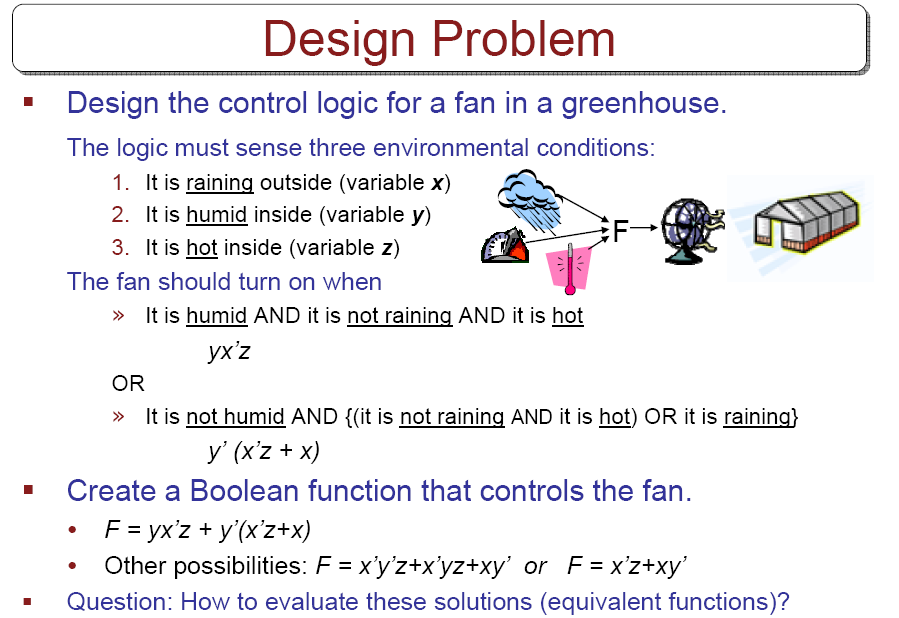 Design Problem
Design the control logic for a fan in a greenhouse.
The logic must sense three environmental conditions:
1. It is raining outside (variable x)
2. It is humid inside (variable y)
3. It is hot inside (variable z)
F
The fan should turn on when
» It is humid AND it is not raining AND it is hot
yx’z
OR
» It is not humid AND {(it is not raining AND it is hot) OR it is raining}
y’ (x’z + x)
Create a Boolean function that controls the fan.
• F = yx’z + y’(x’z+x)
• Other possibilities: F = x’y’z+x’yz+xy’ or F = x’z+xy’
Question: How to evaluate these solutions (equivalent functions)?